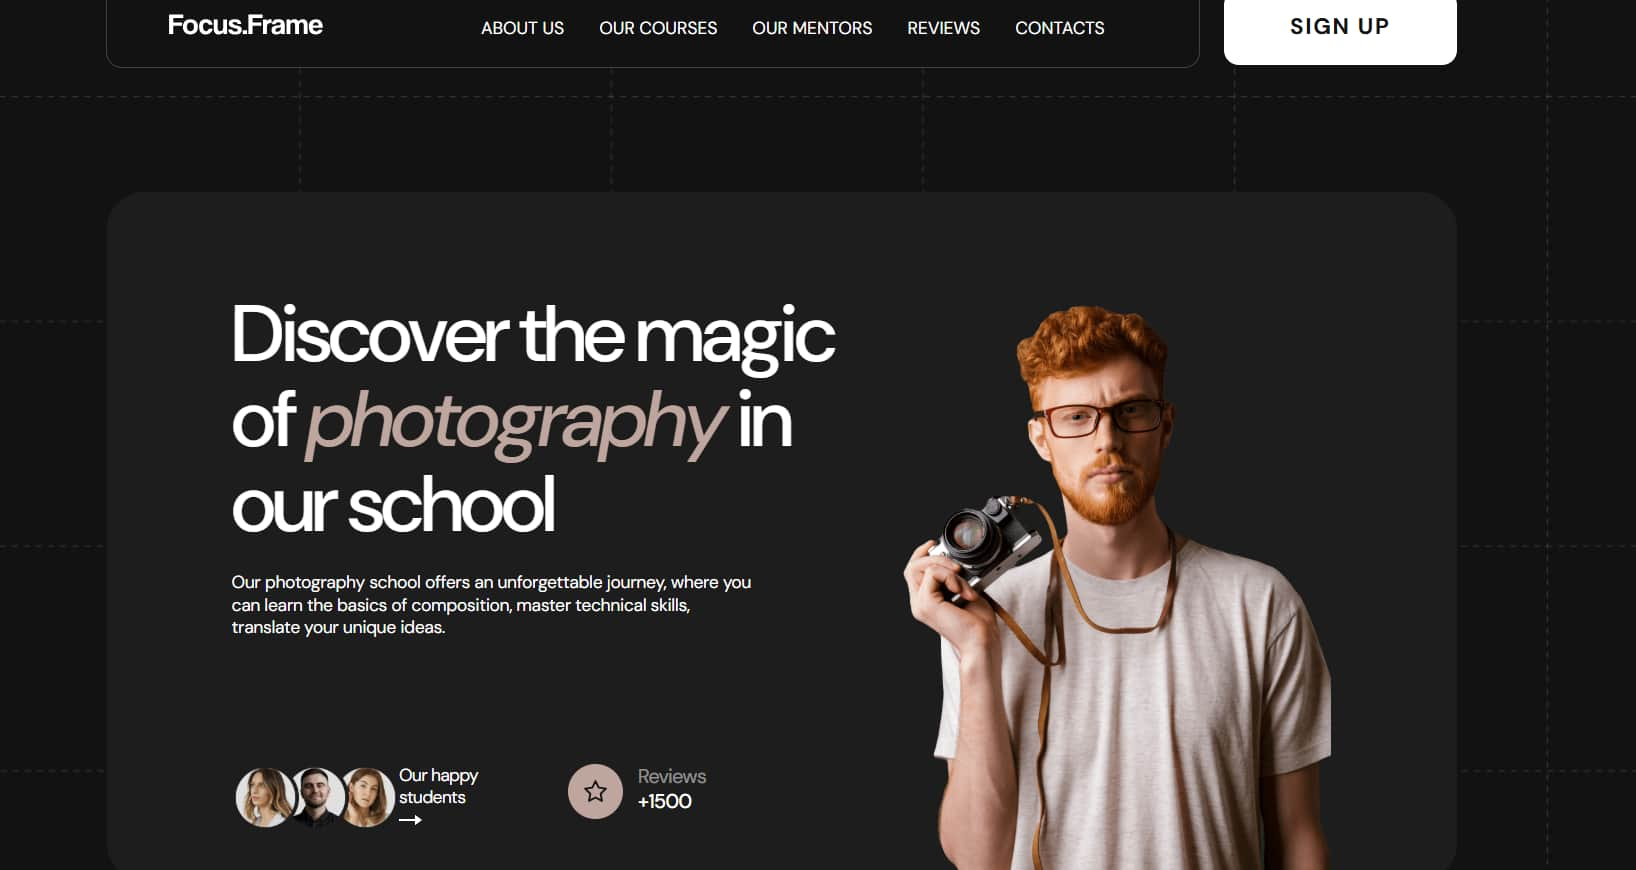 Focus.Frame
ABOUT US
OUR COURSES
OUR MENTORS
REVIEWS
CONTACTS
SIGN UP
Discover the magic
of photography in
our school
Our photography school offers an unforgettable journey, where you
can learn the basics of composition, master technical skills,
translate your unique ideas.
Our happy
students
Reviews
+1500